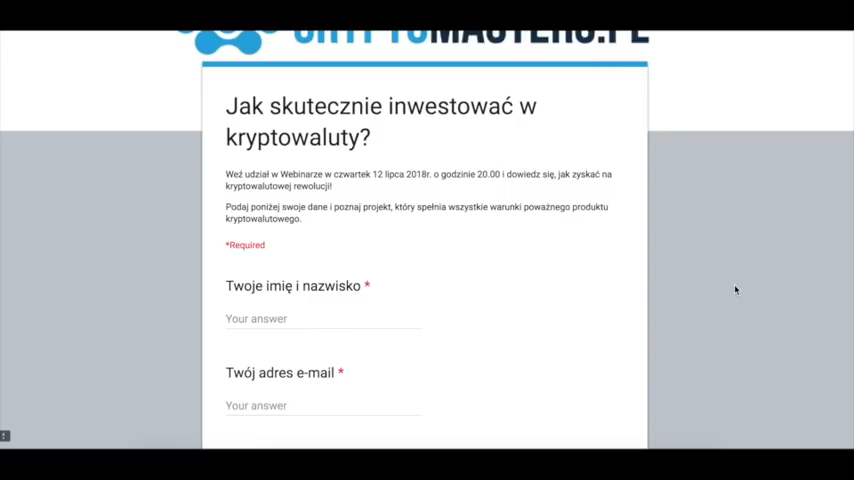 CRYPTOMASTERS.PL
Jak skutecznie inwestować w
kryptowaluty?
Weź udział w Webinarze w czwartek 12 lipca 2018r. o godzinie 20.00 i dowiedz się, jak zyskać na
kryptowalutowej rewolucji!
Podaj poniżej swoje dane i poznaj projekt, który spełnia wszystkie warunki poważnego produktu
kryptowalutowego.
*Required
Twoje imię i nazwisko *
Your answer
Twój adres e-mail *
Your answer